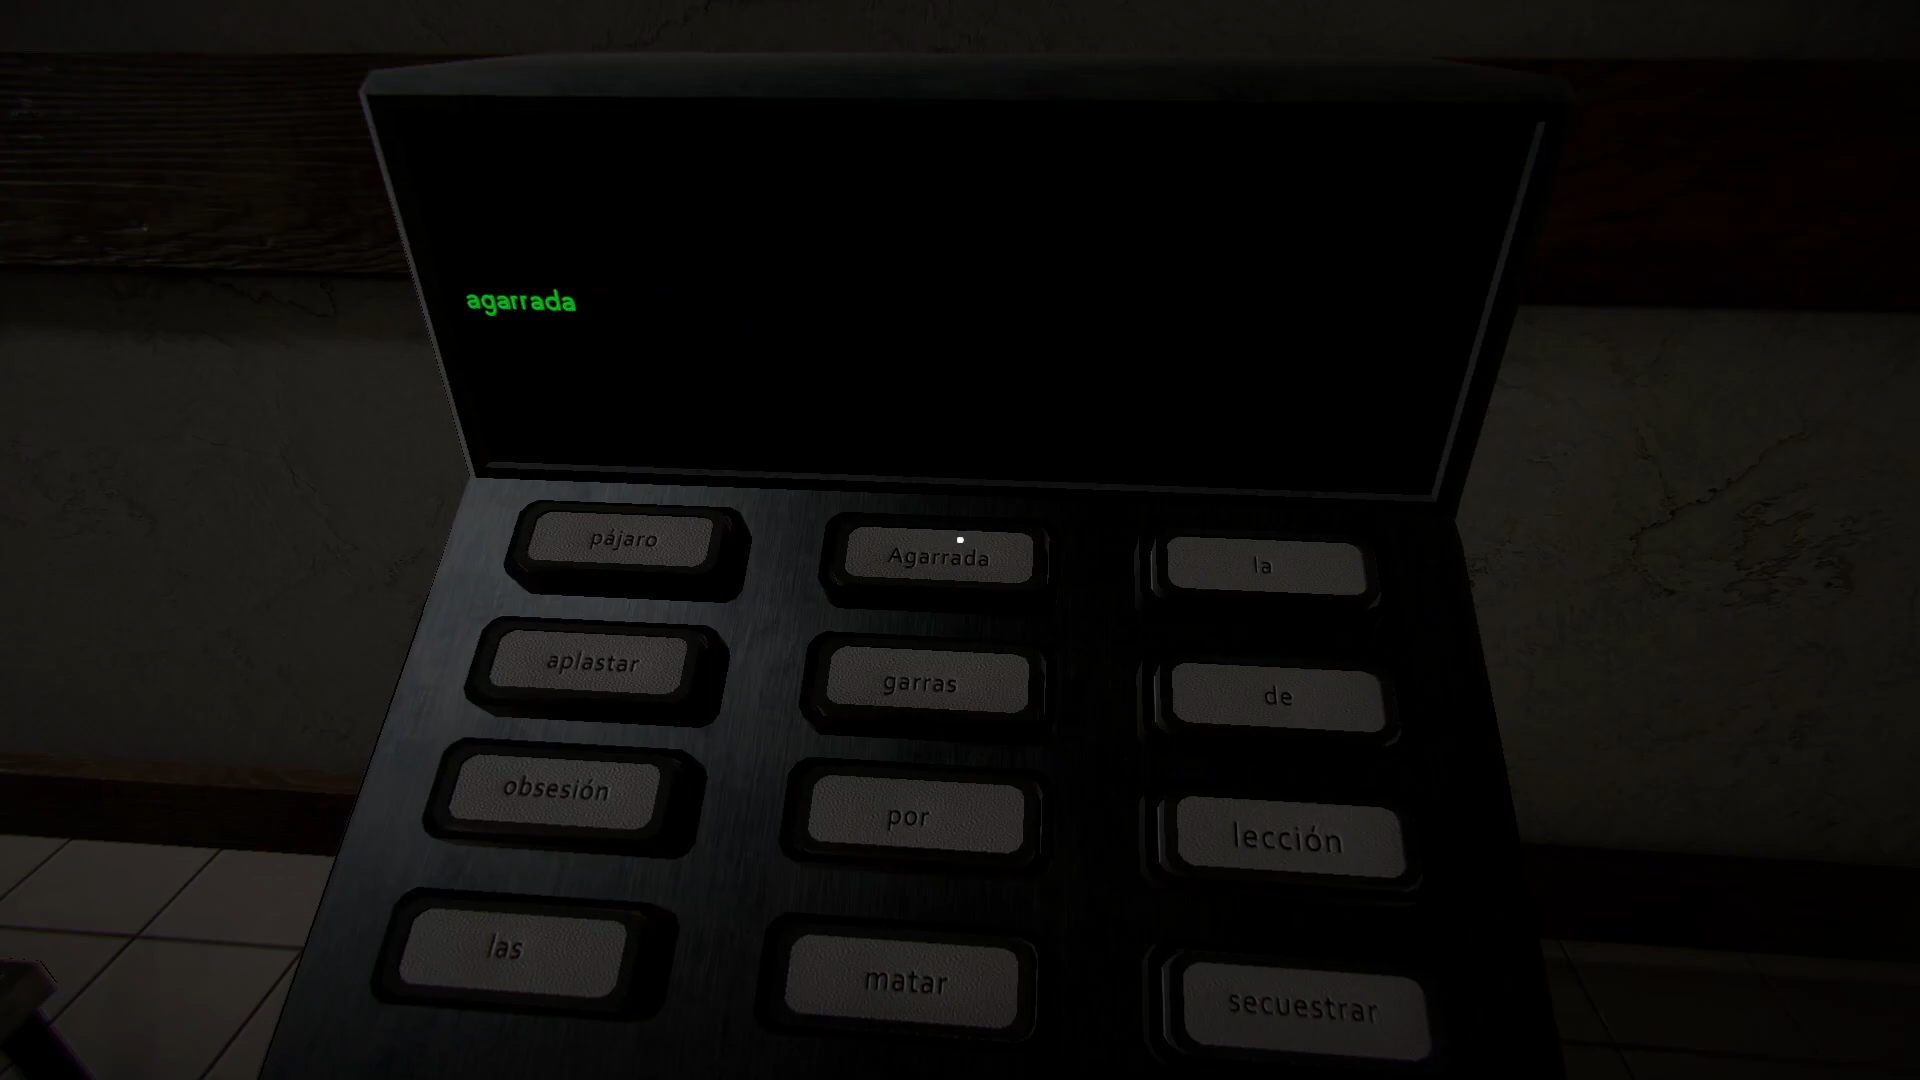 agarrada
pájaro Agarrada la
aplastar garras de
obsesión por lección
las matar secuestrar